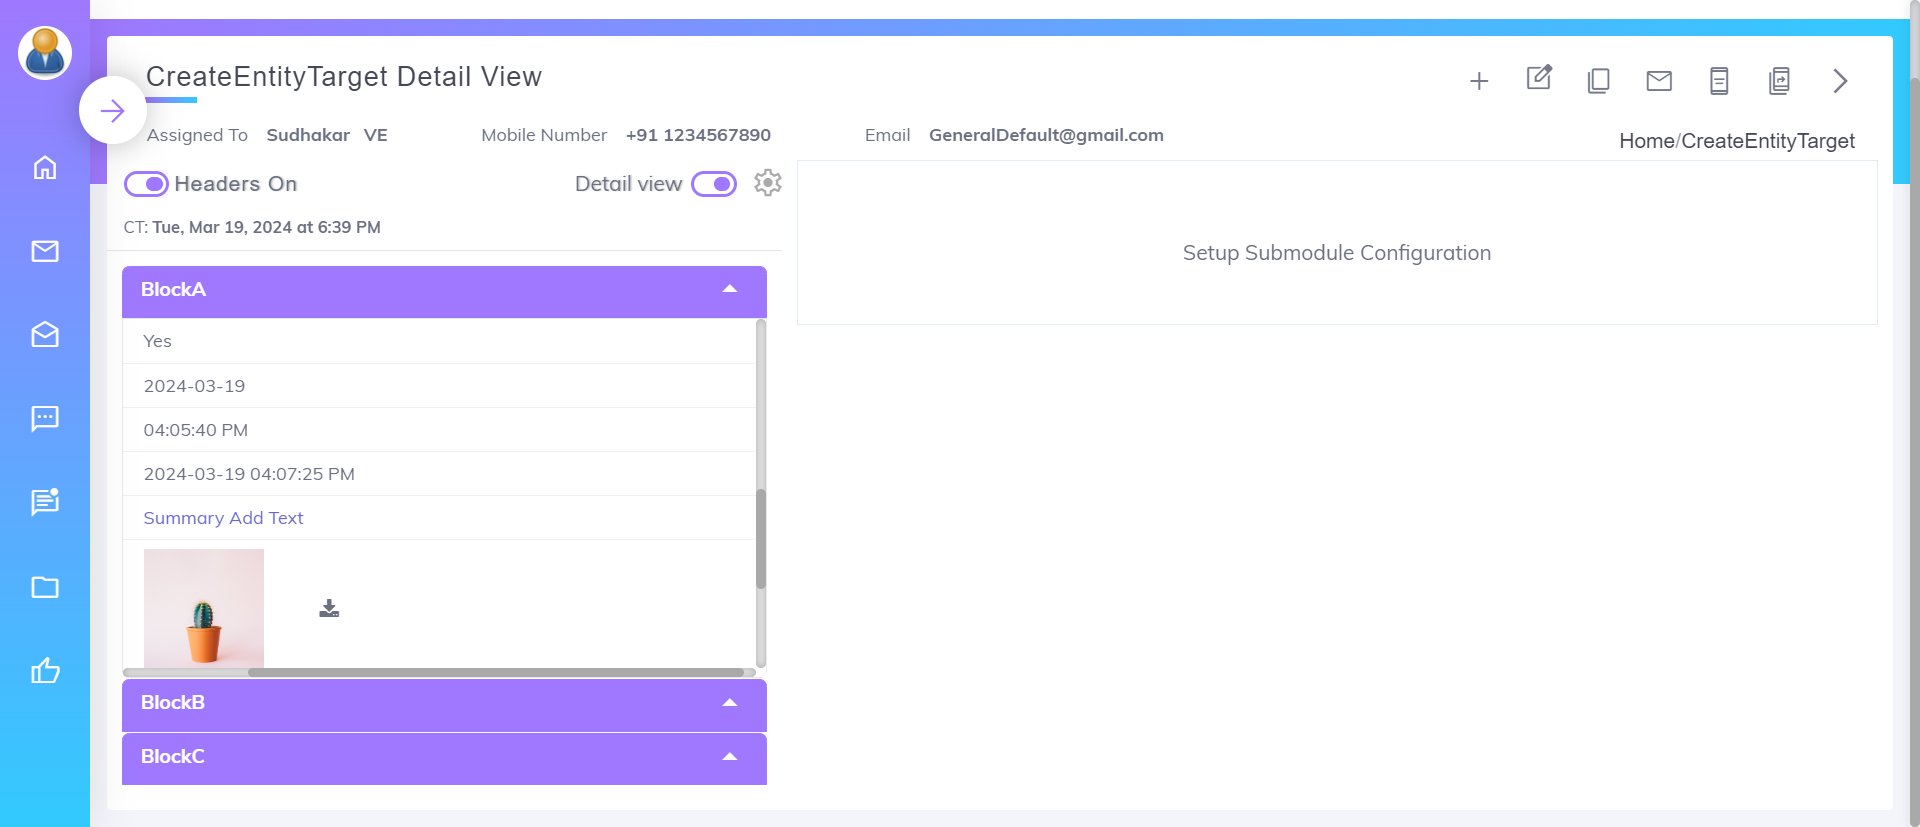 CreateEntityTarget Detail View
Assigned To Sudhakar VE Mobile Number +91 1234567890 Email GeneralDefault@gmail.com
Home/CreateEntityTarget
Headers On Detail view
CT: Tue, Mar 19, 2024 at 6:39 PM
Setup Submodule Configuration
BlockA
Yes
2024-03-19
04:05:40 PM
2024-03-19 04:07:25 PM
Summary Add Text
BlockB
BlockC